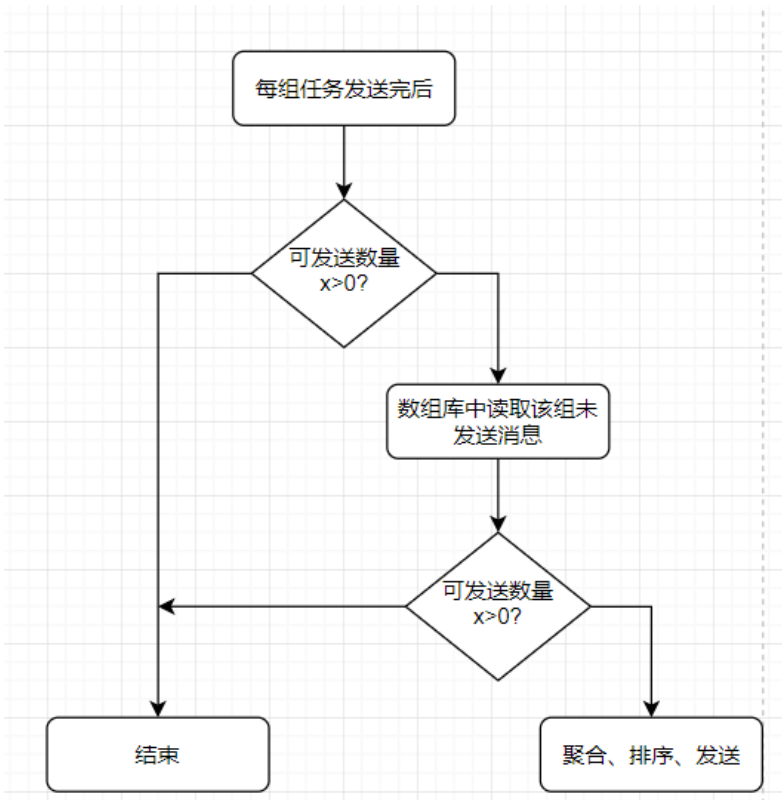 每组任务发送完后
可发送数量
x>0?
数组库中读取该组未
发送消息
可发送数量
x>0?
结束
聚合、排序、发送